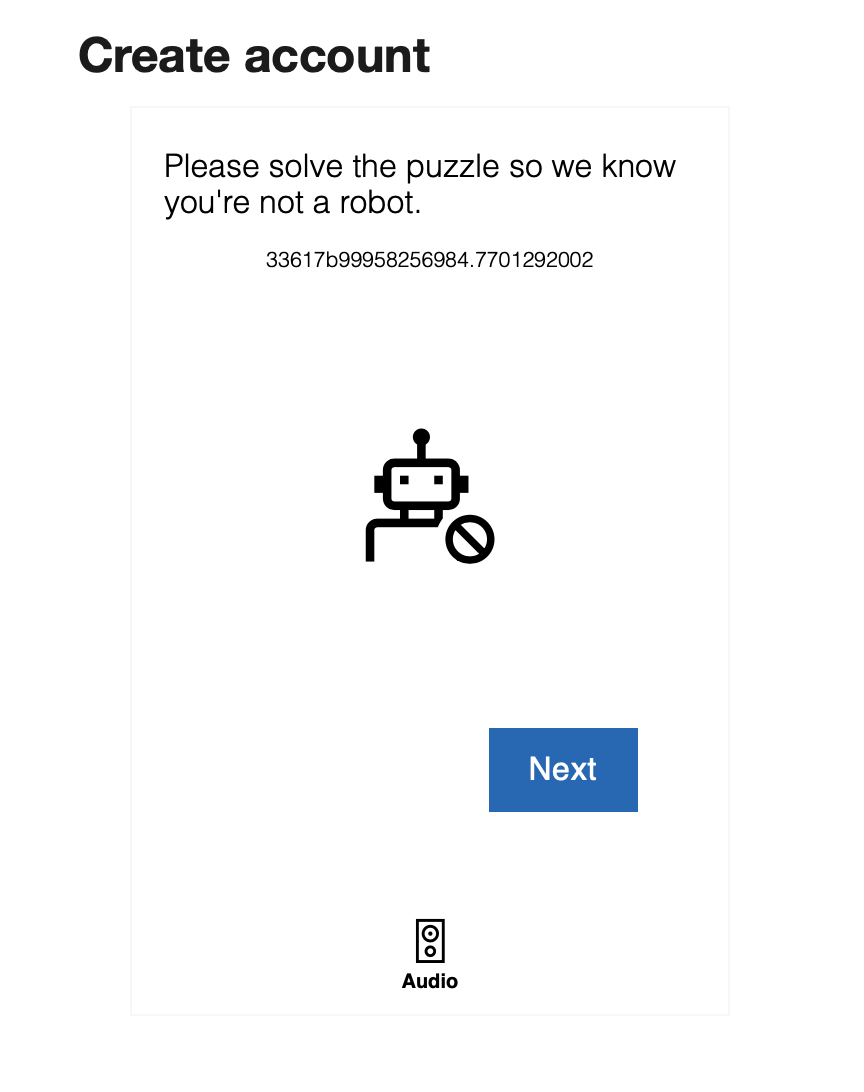 Create account
Please solve the puzzle so we know
you're not a robot.
33617b99958256984.7701292002
Next
Audio